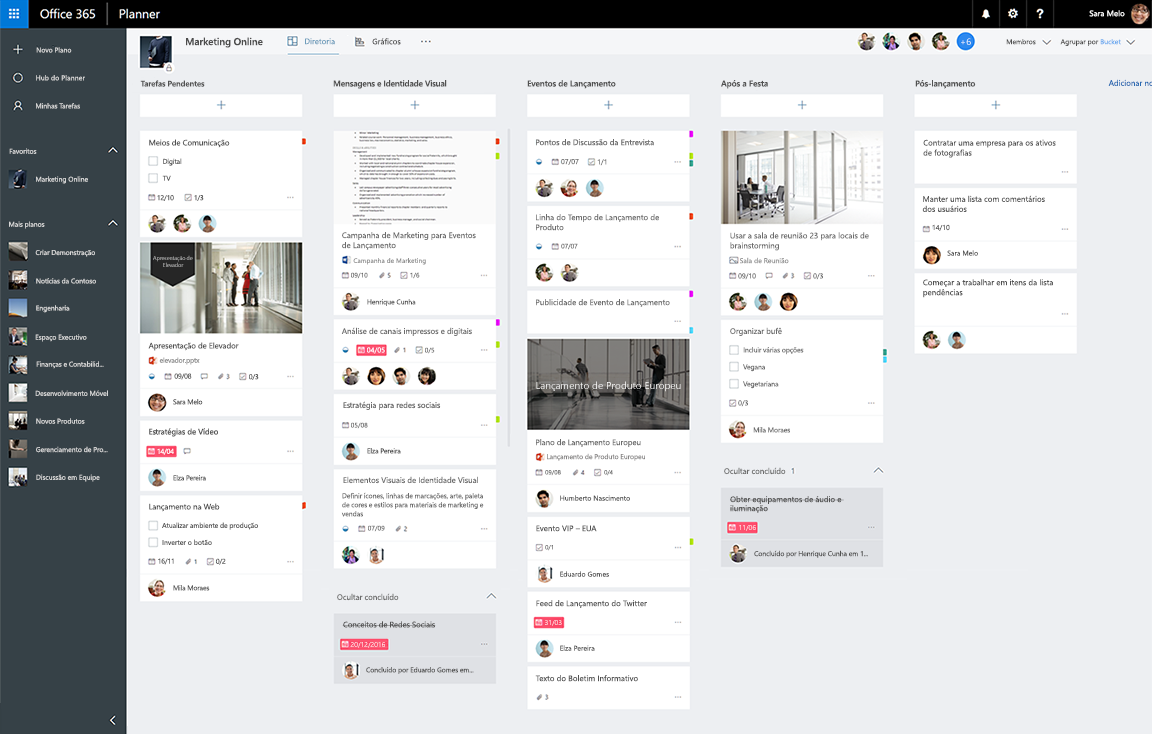 Office 365
Planner
Sara Melo
Novo Plano
Hub do Planner
Minhas Tarefas
Favoritos
Marketing Online
Mais planos
Criar Demonstração
Notícias da Contoso
Engenharia
Espaço Executivo
Finanças e Contabilid...
Desenvolvimento Móvel
Novos Produtos
Gerenciamento de Pro...
Discussão em Equipe
Marketing Online
Diretoria
Gráficos
+6
Membros
Agrupar por Bucket
Tarefas Pendentes
Meios de Comunicação
Digital
TV
12/10
1/3
Apresentação de
Elevador
Apresentação de Elevador
elevador.pptx
09/08
3
0/3
Sara Melo
Estratégias de Vídeo
14/04
Elza Pereira
Lançamento na Web
Atualizar ambiente de produção
Inverter o botão
16/11
1
0/2
Mila Moraes
Mensagens e Identidade Visual
Campanha de Marketing para Eventos
de Lançamento
Campanha de Marketing
09/10
5
1/6
Henrique Cunha
Análise de canais impressos e digitais
04/05
1
0/5
Estratégia para redes sociais
05/08
Elza Pereira
Elementos Visuais de Identidade Visual
Definir ícones, linhas de marcações, arte, paleta
de cores e estilos para materiais de marketing e
vendas
07/09
2
Ocultar concluído
Conceitos de Redes Sociais
20/12/2016
Concluído por Eduardo Gomes em...
Eventos de Lançamento
Pontos de Discussão da Entrevista
07/07
1/1
Linha do Tempo de Lançamento de
Produto
07/07
Publicidade de Evento de Lançamento
Lançamento de Produto Europeu
Plano de Lançamento Europeu
Lançamento de Produto Europeu
09/08
4
0/4
Humberto Nascimento
Evento VIP – EUA
0/1
Eduardo Gomes
Feed de Lançamento do Twitter
31/03
Elza Pereira
Texto do Boletim Informativo
3
Após a Festa
Usar a sala de reunião 23 para locais de
brainstorming
Sala de Reunião
09/10
3
0/3
Organizar bufê
Incluir várias opções
Vegana
Vegetariana
0/3
Mila Moraes
Ocultar concluído 1
Obter equipamentos de áudio e
iluminação
11/06
Concluído por Henrique Cunha em 1...
Pós-lançamento
Contratar uma empresa para os ativos
de fotografias
Manter uma lista com comentários
dos usuários
14/10
Sara Melo
Começar a trabalhar em itens da lista
pendências
Adicionar no